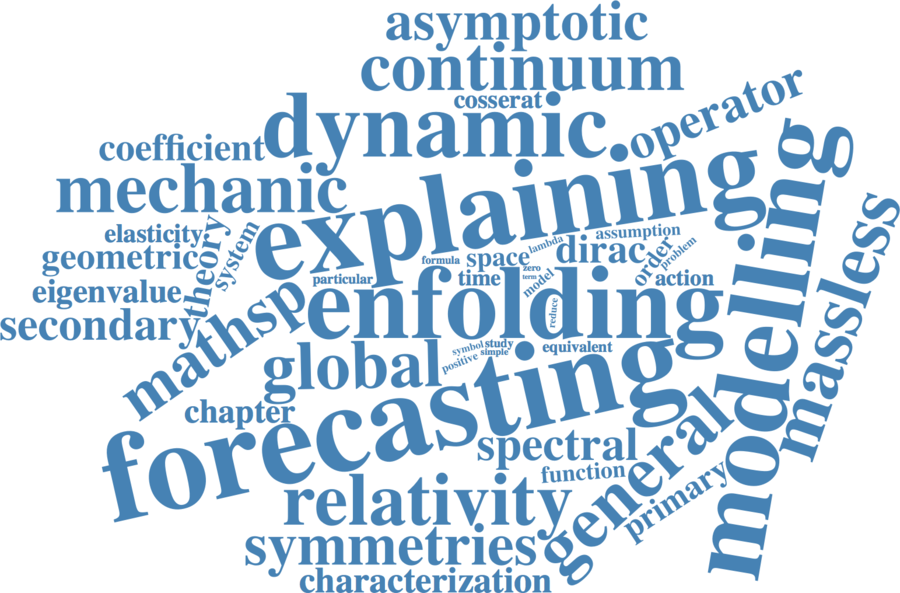 asymptotic
continuum
cosserat
dynamic
operator
coefficient
mechanic
explaining
modelling
massless
elasticity
theory
system
geometric
eigenvalue
secondary
mathsp
particular
formula
space
lambda
dirac
assumption
order
problem
time
zero
term
model
action
enfolding
reduce
global
symbol
study
positive
simple
equivalent
forecasting
chapter
spectral
function
general
primary
relativity
symmetries
characterization